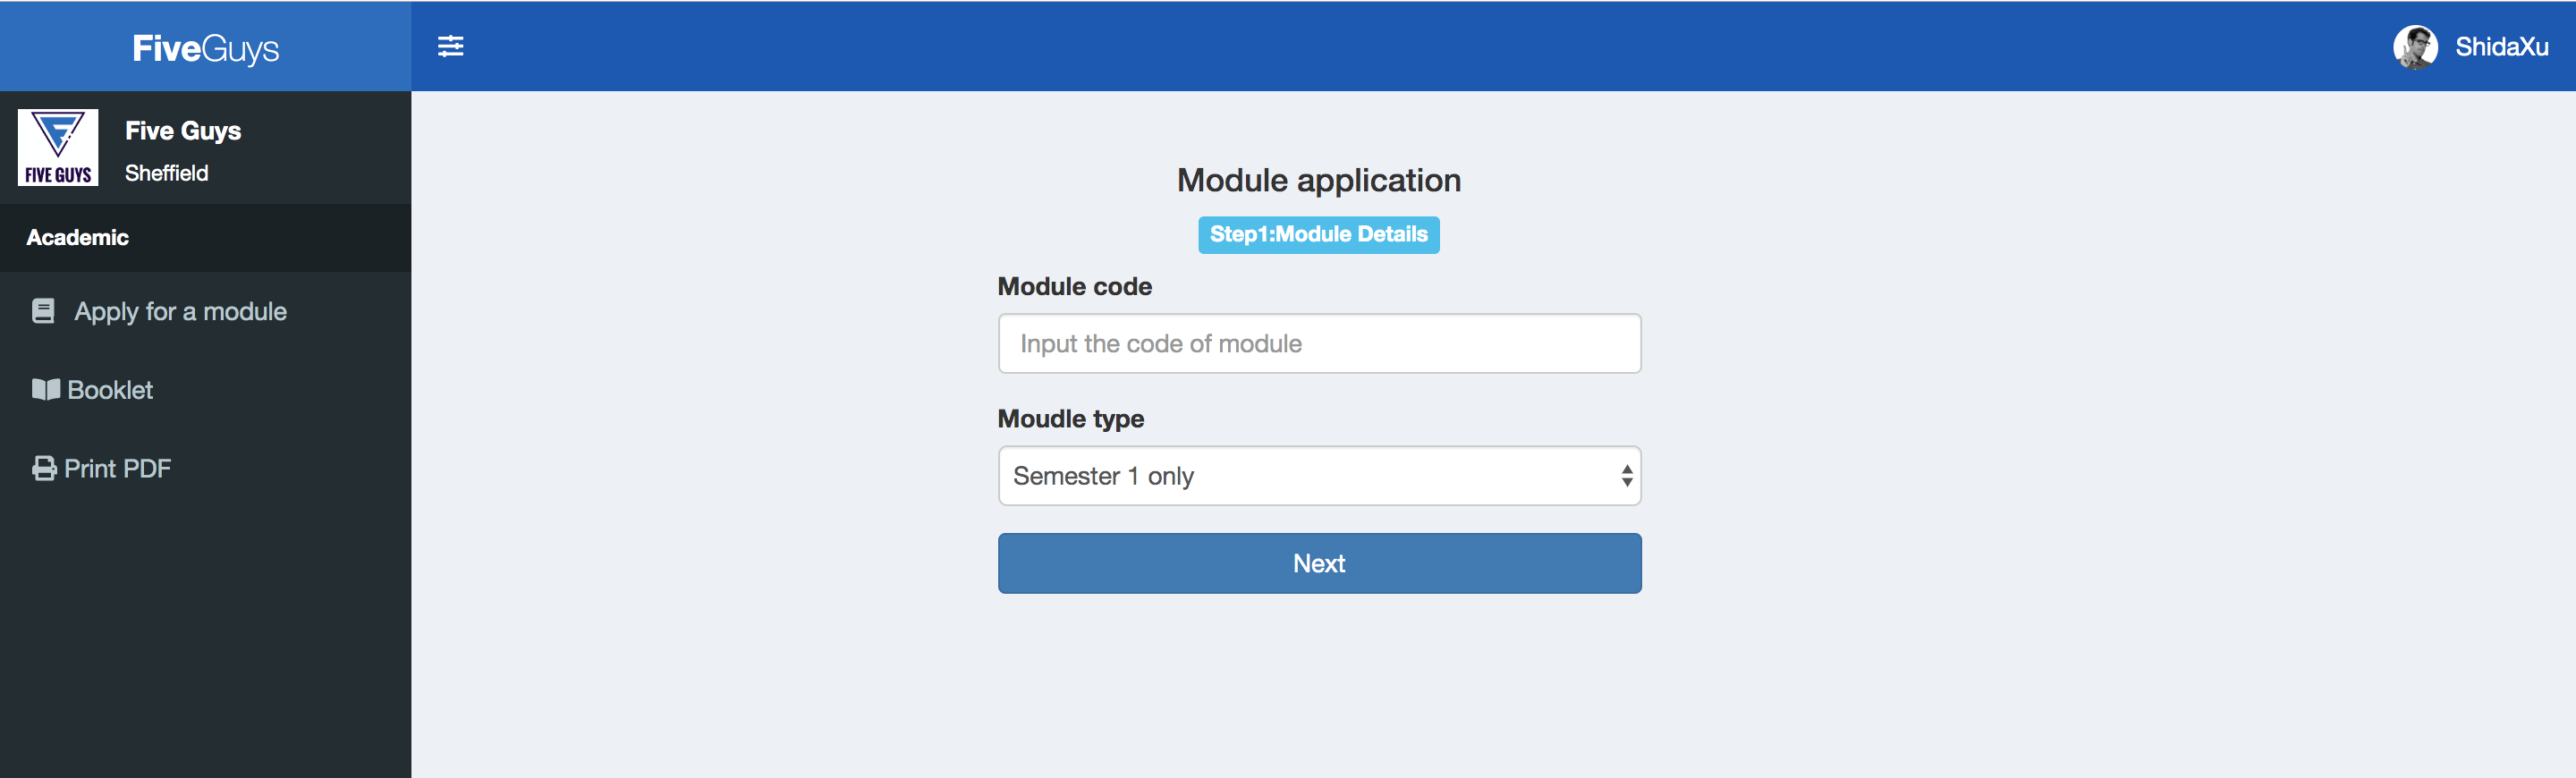 FiveGuys
ShidaXu
FIVE GUYS
Five Guys
Sheffield
Academic
Apply for a module
Booklet
Print PDF
Module application
Step1:Module Details
Module code
Input the code of module
Moudle type
Semester 1 only
Next